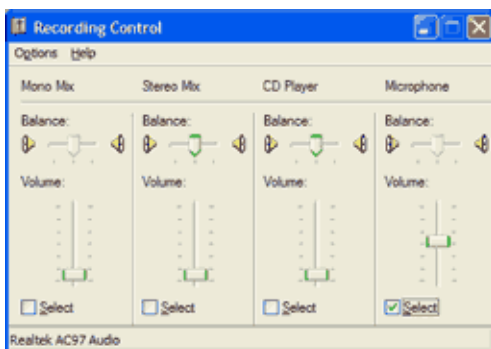 Recording Control
Options Help
Mono Mix Stereo Mix CD Player Microphone
Balance: Balance: Balance: Balance:
Volume: Volume: Volume: Volume:
Select Select Select Select
Realtek AC97 Audio